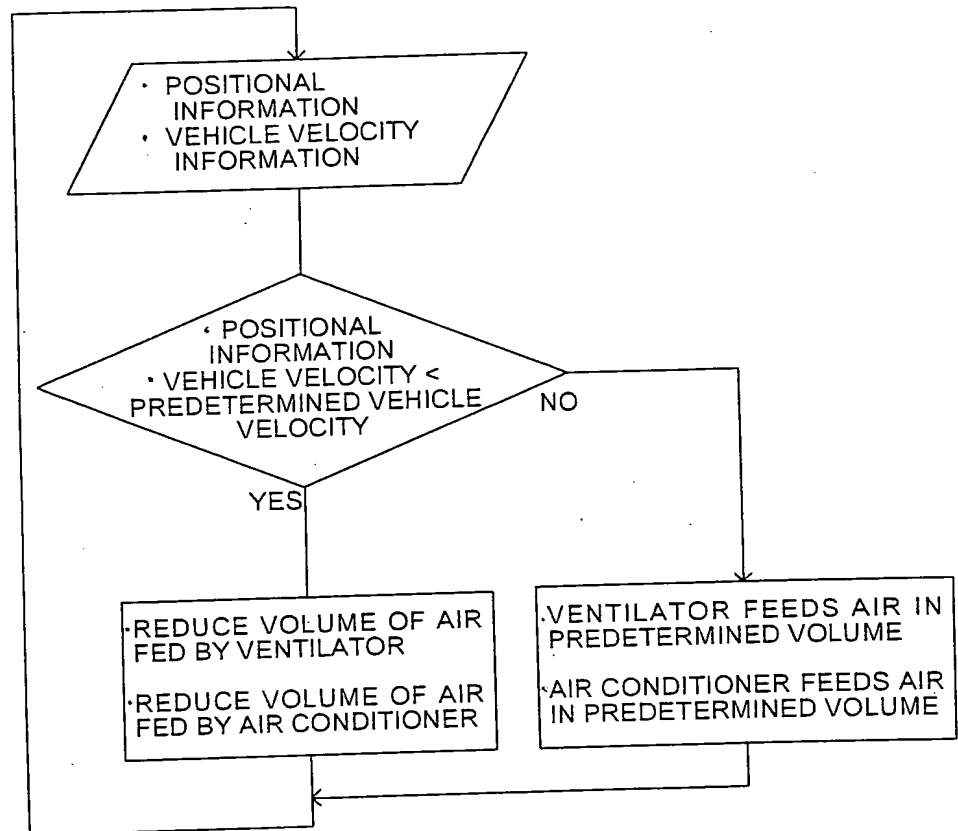 · POSITIONAL
INFORMATION
· VEHICLE VELOCITY
INFORMATION
· POSITIONAL
INFORMATION
· VEHICLE VELOCITY <
PREDETERMINED VEHICLE
VELOCITY
NO
YES
·REDUCE VOLUME OF AIR
FED BY VENTILATOR
·REDUCE VOLUME OF AIR
FED BY AIR CONDITIONER
·VENTILATOR FEEDS AIR IN
PREDETERMINED VOLUME
·AIR CONDITIONER FEEDS AIR
IN PREDETERMINED VOLUME